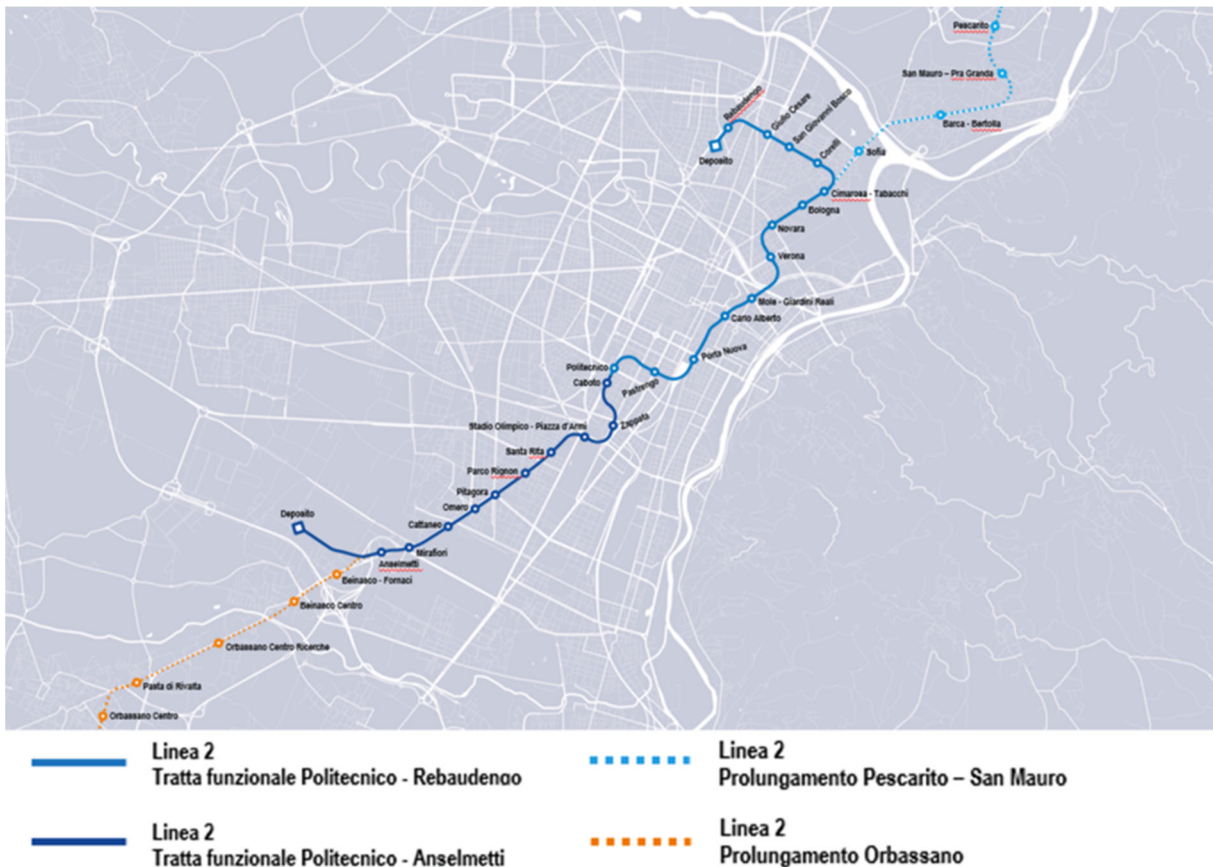 Pescarito
San Mauro – Pra Granda
Barca - Bertolla
Sofia
Rebaudengo
Giulio Cesare
San Giovanni Bosco
Corelli
Deposito
Cimarosa - Tabacchi
Bologna
Novara
Verona
Mole - Giardini Reali
Carlo Alberto
Porta Nuova
Politecnico
Pastrengo
Caboto
Zappata
Stadio Olimpico - Piazza d'Armi
Santa Rita
Parco Rignon
Pitagora
Omero
Cattaneo
Mirafiori
Anselmetti
Deposito
Beinasco - Fornaci
Beinasco Centro
Orbassano Centro Ricerche
Pasta di Rivalta
Orbassano Centro
Linea 2
Tratta funzionale Politecnico - Rebaudengo
Linea 2
Prolungamento Pescarito – San Mauro
Linea 2
Tratta funzionale Politecnico - Anselmetti
Linea 2
Prolungamento Orbassano